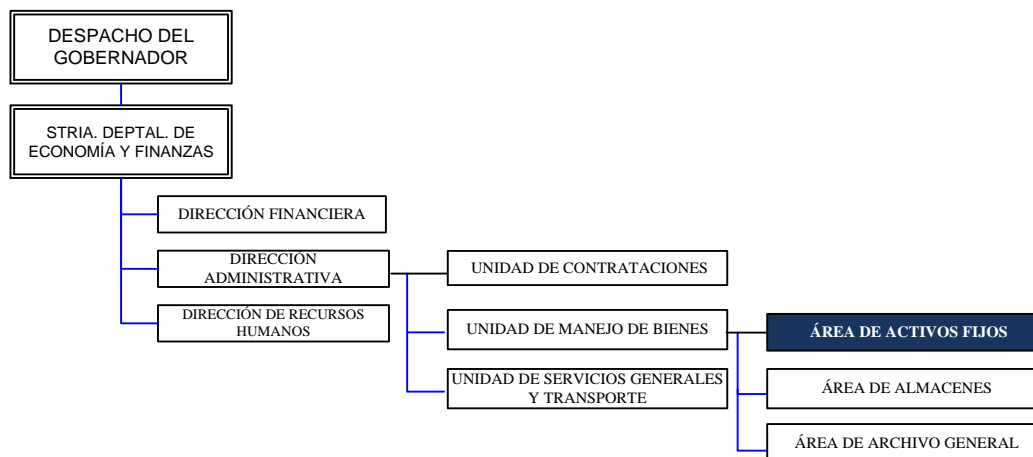 DESPACHO DEL
GOBERNADOR
STRIA. DEPTAL. DE
ECONOMÍA Y FINANZAS
DIRECCIÓN FINANCIERA
DIRECCIÓN
ADMINISTRATIVA
DIRECCIÓN DE RECURSOS
HUMANOS
UNIDAD DE CONTRATACIONES
UNIDAD DE MANEJO DE BIENES
UNIDAD DE SERVICIOS GENERALES
Y TRANSPORTE
ÁREA DE ACTIVOS FIJOS
ÁREA DE ALMACENES
ÁREA DE ARCHIVO GENERAL